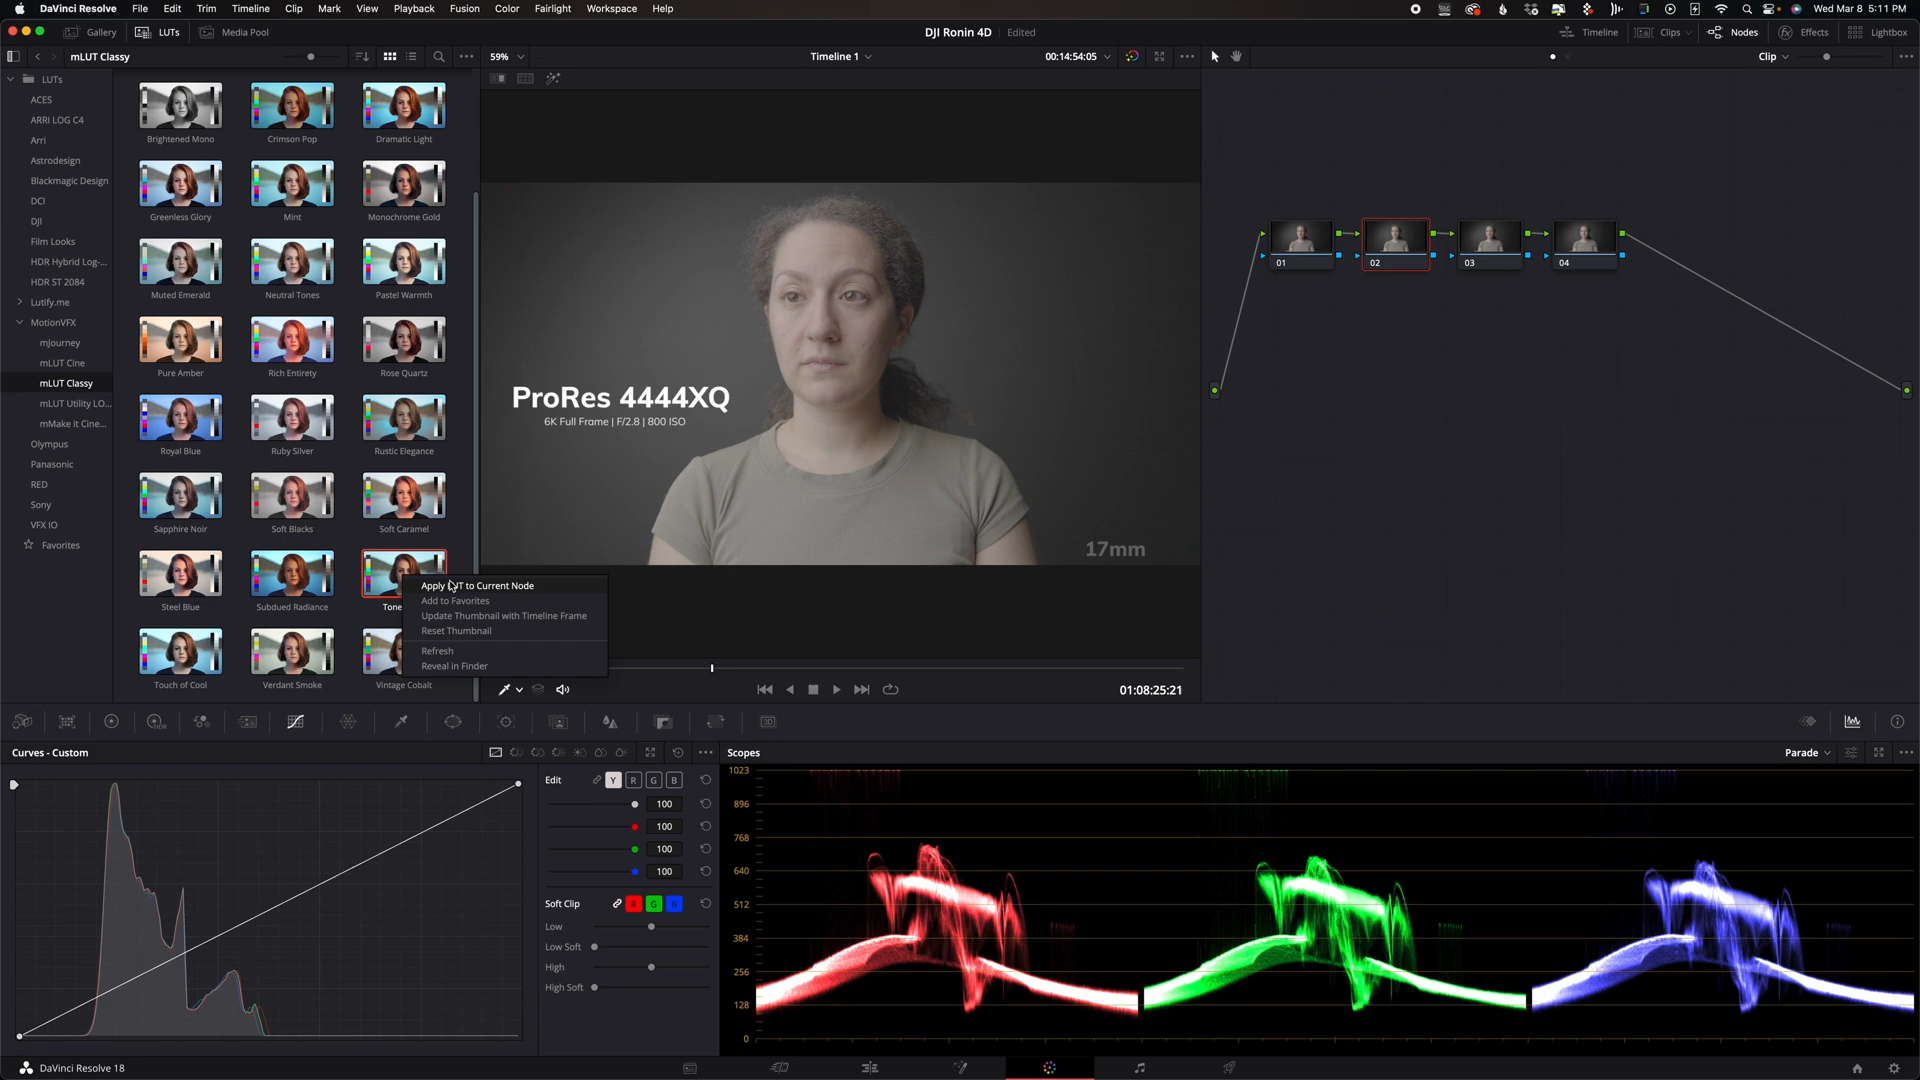 DaVinci Resolve File Edit Trim Timeline Clip Mark View Playback Fusion Color Fairlight Workspace Help Wed Mar 8 5:11 PM
Gallery LUTs Media Pool DJI Ronin 4D Edited Timeline Clips Nodes Effects Lightbox
mLUT Classy 59% Timeline 1 00:14:54:05 Clip
LUTs
ACES
ARRI LOG C4
Arri
Astrodesign
Blackmagic Design
DCI
DJI
Film Looks
HDR Hybrid Log-...
HDR ST 2084
Lutify.me
MotionVFX
mJourney
mLUT Cine
mLUT Classy
mLUT Utility LO...
mMake it Cine...
Olympus
Panasonic
RED
Sony
VFX IO
Favorites
Brightened Mono Crimson Pop Dramatic Light
Greenless Glory Mint Monochrome Gold
Muted Emerald Neutral Tones Pastel Warmth
Pure Amber Rich Entirety Rose Quartz
Royal Blue Ruby Silver Rustic Elegance
Sapphire Noir Soft Blacks Soft Caramel
Steel Blue Subdued Radiance Tone
Touch of Cool Verdant Smoke Vintage Cobalt
Apply LUT to Current Node
Add to Favorites
Update Thumbnail with Timeline Frame
Reset Thumbnail
Refresh
Reveal in Finder
ProRes 4444XQ
6K Full Frame | F/2.8 | 800 ISO
17mm
01:08:25:21
01 02 03 04
HDR
3D
Curves - Custom
Edit Y R G B
100
100
100
100
Soft Clip R G B
Low
Low Soft
High
High Soft
Scopes Parade
1023
896
768
640
512
384
256
128
0
DaVinci Resolve 18